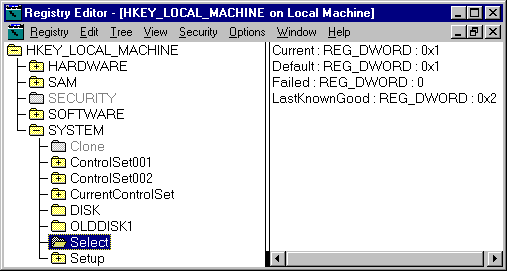 Registry Editor - [HKEY_LOCAL_MACHINE on Local Machine]
Registry Edit Tree View Security Options Window Help
HKEY_LOCAL_MACHINE
HARDWARE
SAM
SECURITY
SOFTWARE
SYSTEM
Clone
ControlSet001
ControlSet002
CurrentControlSet
DISK
OLDDISK1
Select
Setup
Current : REG_DWORD : 0x1
Default : REG_DWORD : 0x1
Failed : REG_DWORD : 0
LastKnownGood : REG_DWORD : 0x2